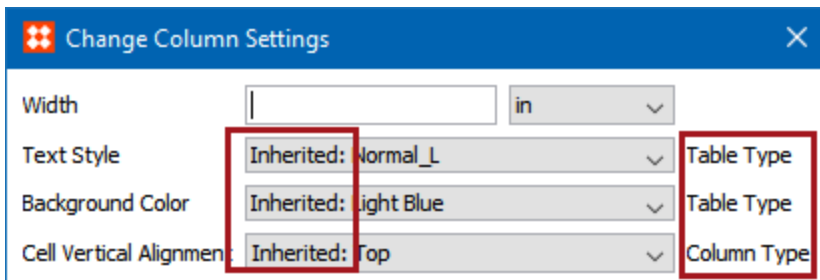 Change Column Settings
Width in
Text Style Inherited: Normal_L Table Type
Background Color Inherited: Light Blue Table Type
Cell Vertical Alignment Inherited: Top Column Type